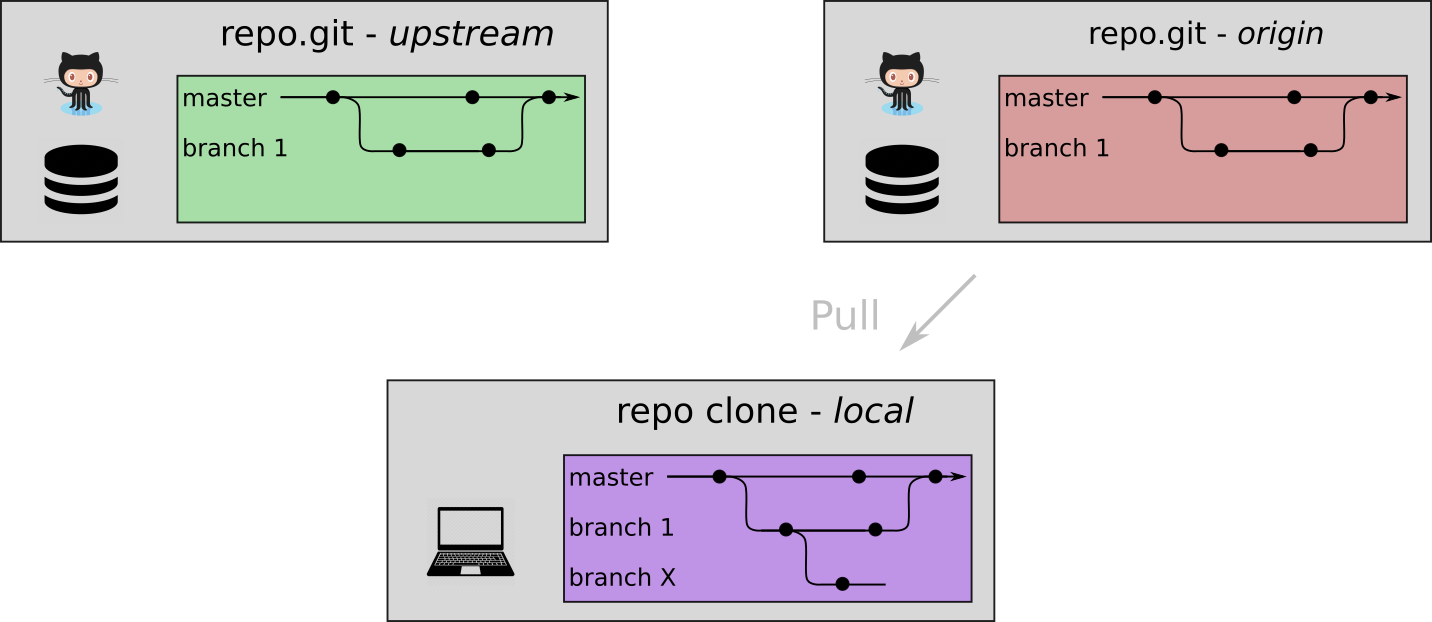 repo.git - upstream
master
branch 1
repo.git - origin
master
branch 1
Pull
repo clone - local
master
branch 1
branch X